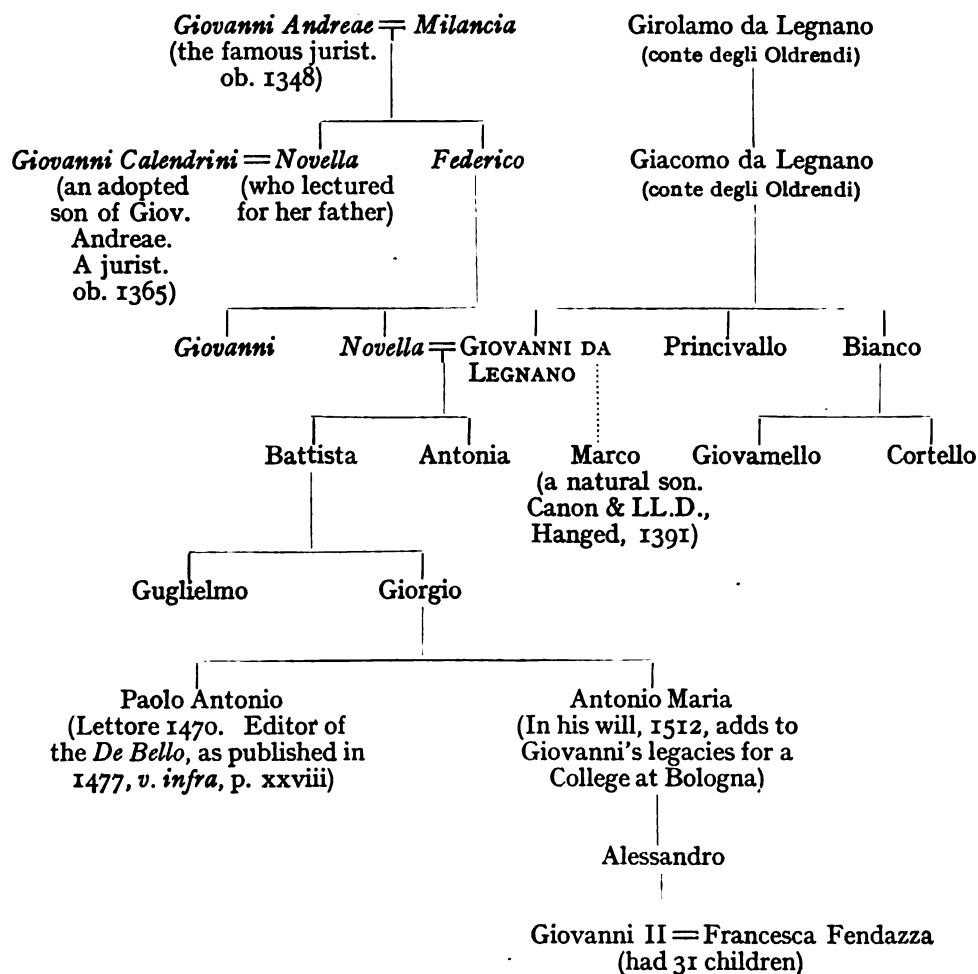 Giovanni Andreae = Milancia
(the famous jurist.
ob. 1348)
Girolamo da Legnano
(conte degli Oldrendi)
Giovanni Calendrini = Novella
(an adopted
son of Giov.
Andreae.
A jurist.
ob. 1365)
(who lectured
for her father)
Federico
Giacomo da Legnano
(conte degli Oldrendi)
Giovanni
Novella = GIOVANNI DA
LEGNANO
Princivallo
Bianco
Battista
Antonia
Marco
(a natural son.
Canon & LL.D.,
Hanged, 1391)
Giovamello
Cortello
Guglielmo
Giorgio
Paolo Antonio
(Lettore 1470. Editor of
the De Bello, as published in
1477, v. infra, p. xxviii)
Antonio Maria
(In his will, 1512, adds to
Giovanni's legacies for a
College at Bologna)
Alessandro
Giovanni II = Francesca Fendazza
(had 31 children)